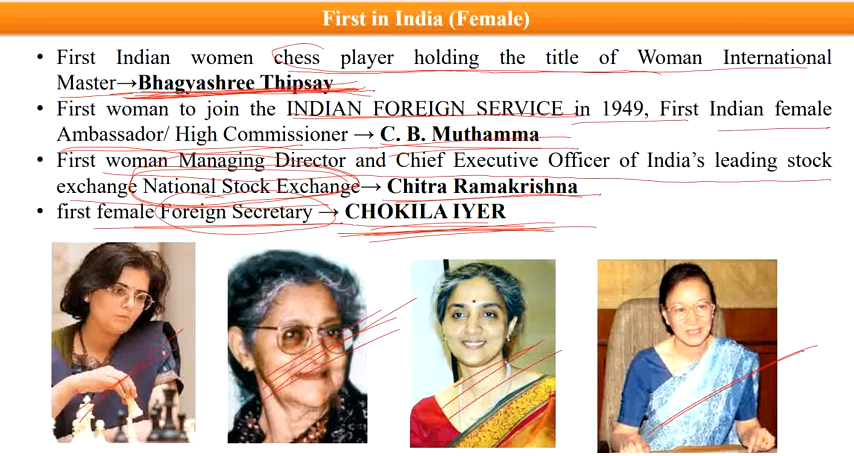 First in India (Female)
• First Indian women chess player holding the title of Woman International
Master→Bhagyashree Thipsay
• First woman to join the INDIAN FOREIGN SERVICE in 1949, First Indian female
Ambassador/ High Commissioner → C. B. Muthamma
• First woman Managing Director and Chief Executive Officer of India's leading stock
exchange National Stock Exchange→ Chitra Ramakrishna
• first female Foreign Secretary → CHOKILA IYER